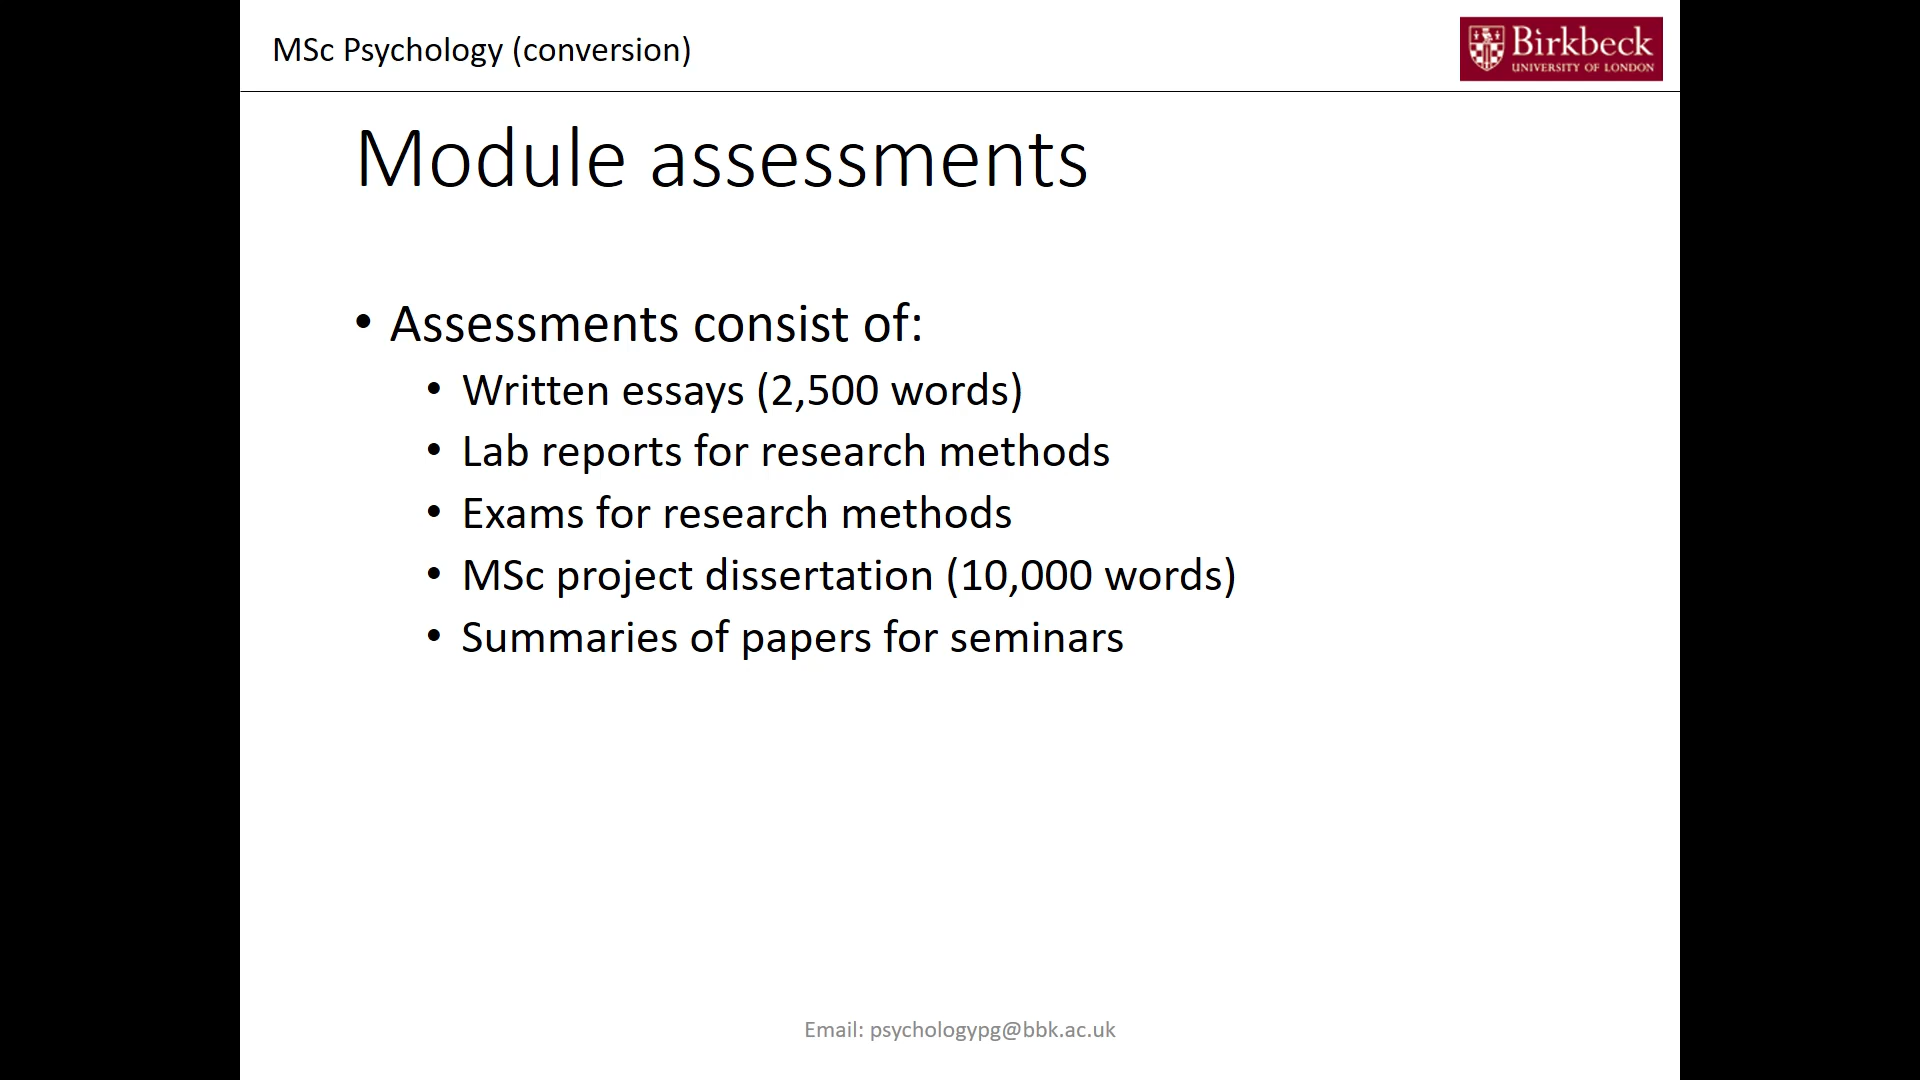 MSc Psychology (conversion)
Birkbeck
UNIVERSITY OF LONDON
Module assessments
• Assessments consist of:
• Written essays (2,500 words)
• Lab reports for research methods
• Exams for research methods
• MSc project dissertation (10,000 words)
• Summaries of papers for seminars
Email: psychologypg@bbk.ac.uk